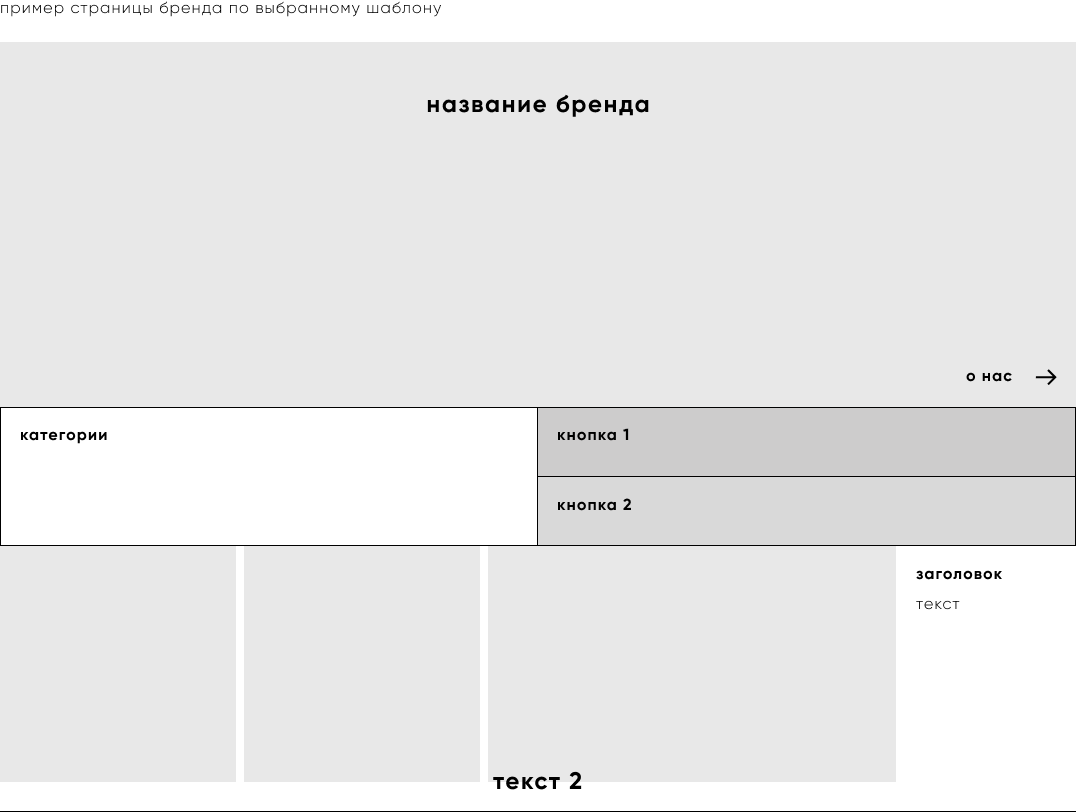 пример страницы бренда по выбранному шаблону
название бренда
о нас
категории
кнопка 1
кнопка 2
заголовок
текст
текст 2